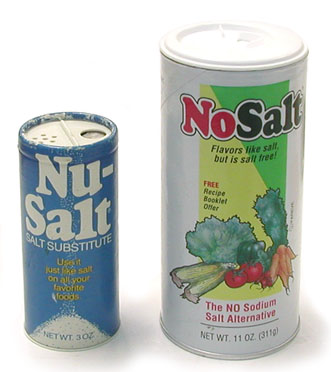 Nu-
Salt
SALT SUBSTITUTE
Use it
just like salt
on all your
favorite
foods.
NET WT. 3 OZ.
NoSalt
Flavors like salt,
but is salt free!
FREE
Recipe
Booklet
Offer
The NO Sodium
Salt Alternative
NET WT. 11 OZ. (311g)